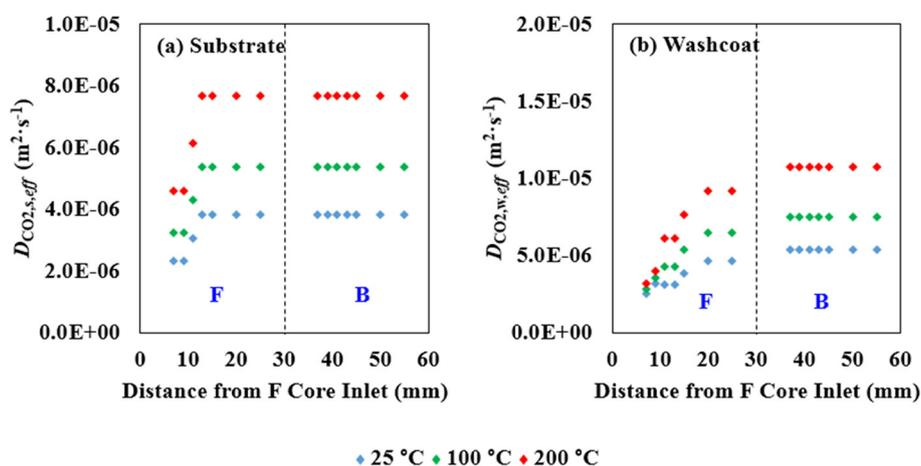 1.0E-05
8.0E-06
6.0E-06
4.0E-06
2.0E-06
0.0E+00
D_CO2,s,eff (m²·s⁻¹)
(a) Substrate
F
B
0 10 20 30 40 50 60
Distance from F Core Inlet (mm)
2.0E-05
1.5E-05
1.0E-05
5.0E-06
0.0E+00
D_CO2,w,eff (m²·s⁻¹)
(b) Washcoat
F
B
0 10 20 30 40 50 60
Distance from F Core Inlet (mm)
25 °C 100 °C 200 °C